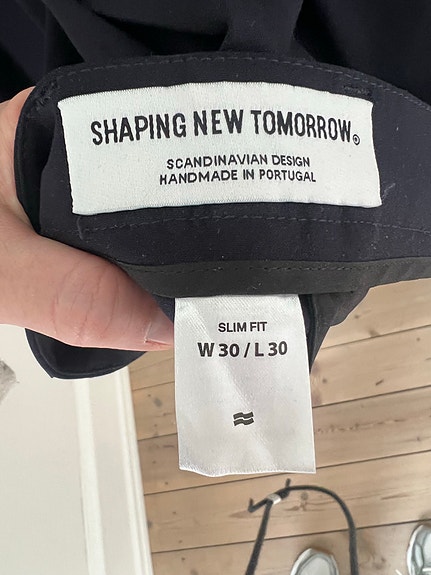 SHAPING NEW TOMORROW®
SCANDINAVIAN DESIGN
HANDMADE IN PORTUGAL
SLIM FIT
W 30 / L 30